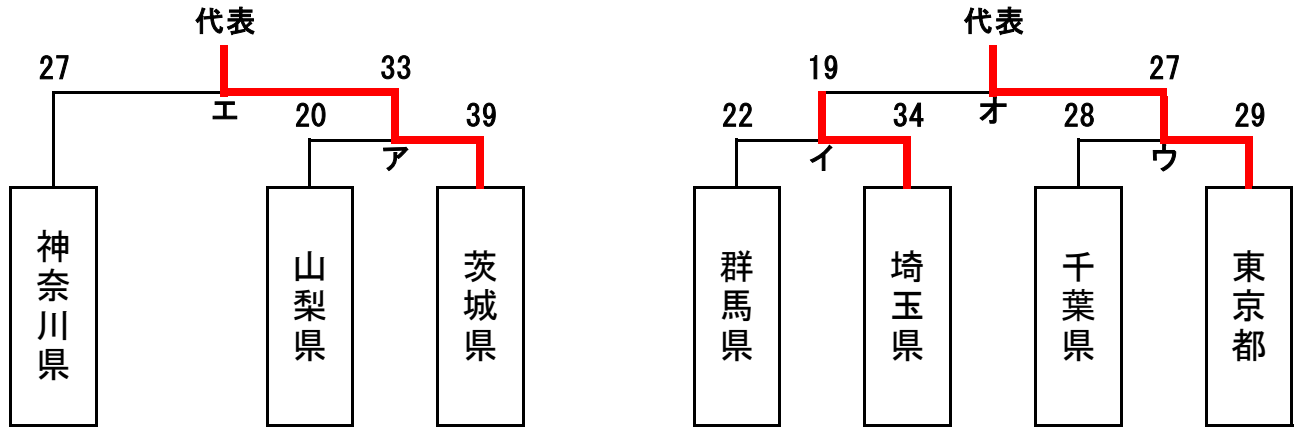 代表
代表
27
33
19
27
エ
オ
20
39
22
34
28
29
ア
イ
ウ
神奈川県
山梨県
茨城県
群馬県
埼玉県
千葉県
東京都